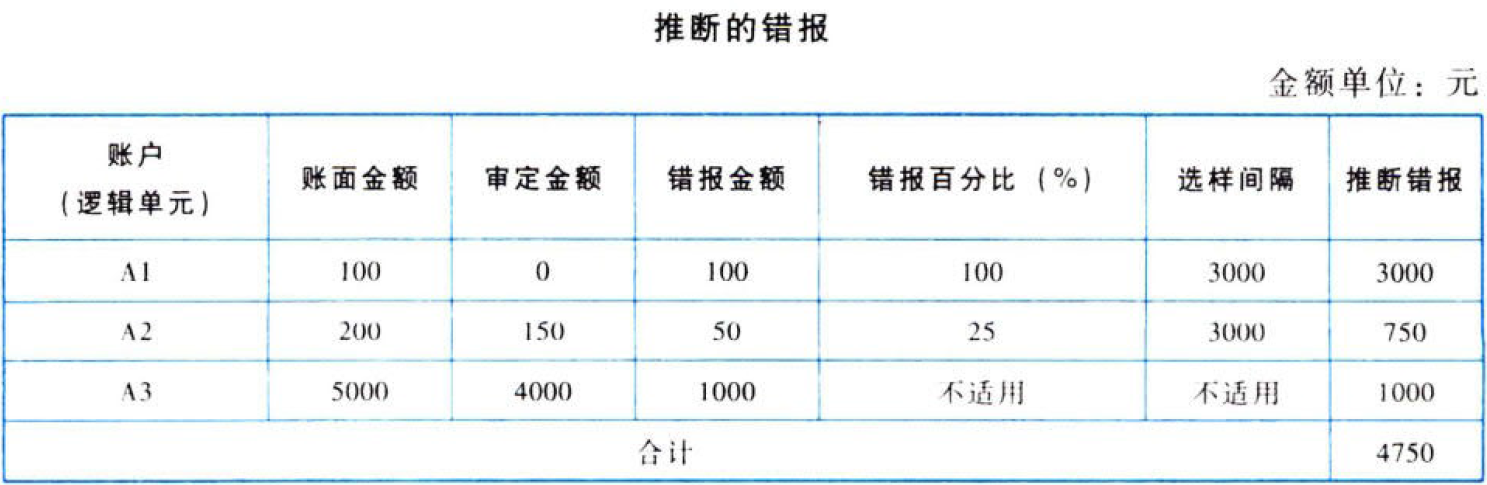 推断的错报
金额单位：元
账户
（逻辑单元） 账面金额 审定金额 错报金额 错报百分比（%） 选样间隔 推断错报
A1 100 0 100 100 3000 3000
A2 200 150 50 25 3000 750
A3 5000 4000 1000 不适用 不适用 1000
合计 4750